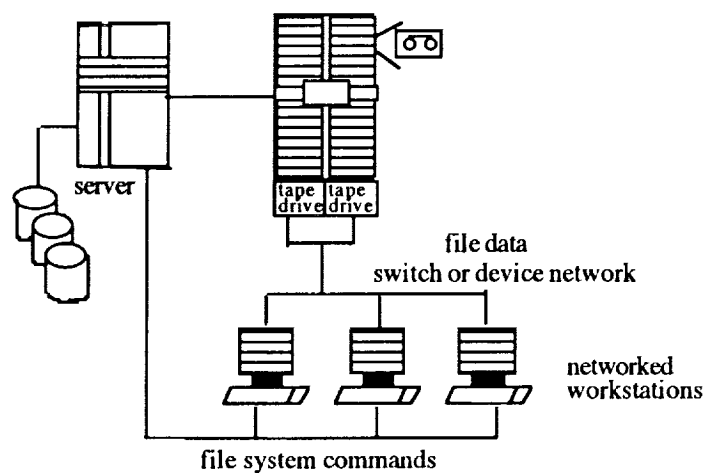 server
tape tape
drive drive
file data
switch or device network
networked
workstations
file system commands